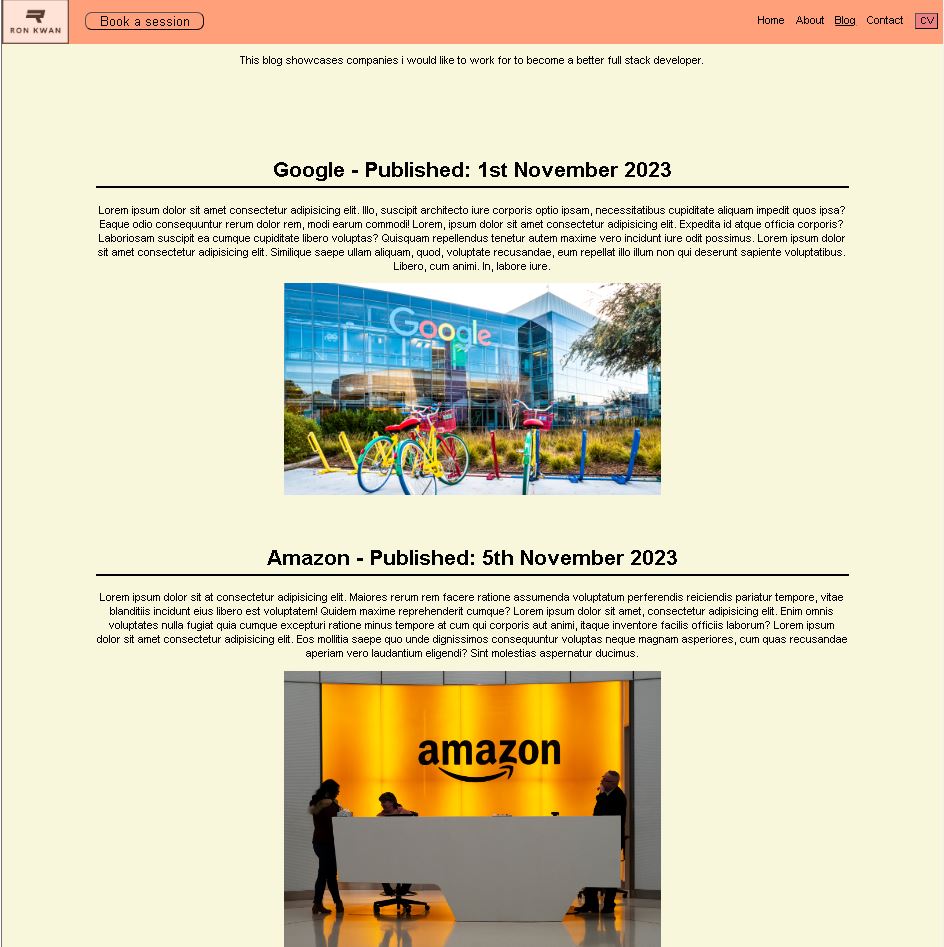 RON KWAN
Book a session
Home About Blog Contact CV
This blog showcases companies i would like to work for to become a better full stack developer.
Google - Published: 1st November 2023
Lorem ipsum dolor sit amet consectetur adipisicing elit. Illo, suscipit architecto iure corporis optio ipsam, necessitatibus cupiditate aliquam impedit quos ipsa?
Eaque odio consequuntur rerum dolor rem, modi earum commodi! Lorem, ipsum dolor sit amet consectetur adipisicing elit. Expedita id atque officia corporis?
Laboriosam suscipit ea cumque cupiditate libero voluptas? Quisquam repellendus tenetur autem maxime vero incidunt iure odit possimus. Lorem ipsum dolor
sit amet consectetur adipisicing elit. Similique saepe ullam aliquam, quod, voluptate recusandae, eum repellat illo illum non qui deserunt sapiente voluptatibus.
Libero, cum animi. In, labore iure.
Google
Amazon - Published: 5th November 2023
Lorem ipsum dolor sit at consectetur adipisicing elit. Maiores rerum rem facere ratione assumenda voluptatum perferendis reiciendis pariatur tempore, vitae
blanditiis incidunt eius libero est voluptatem! Quidem maxime reprehenderit cumque? Lorem ipsum dolor sit amet, consectetur adipisicing elit. Enim omnis
voluptates nulla fugiat quia cumque excepturi ratione minus tempore at cum qui corporis aut animi, itaque inventore facilis officiis laborum? Lorem ipsum
dolor sit amet consectetur adipisicing elit. Eos mollitia saepe quo unde dignissimos consequuntur voluptas neque magnam asperiores, cum quas recusandae
aperiam vero laudantium eligendi? Sint molestias aspernatur ducimus.
amazon